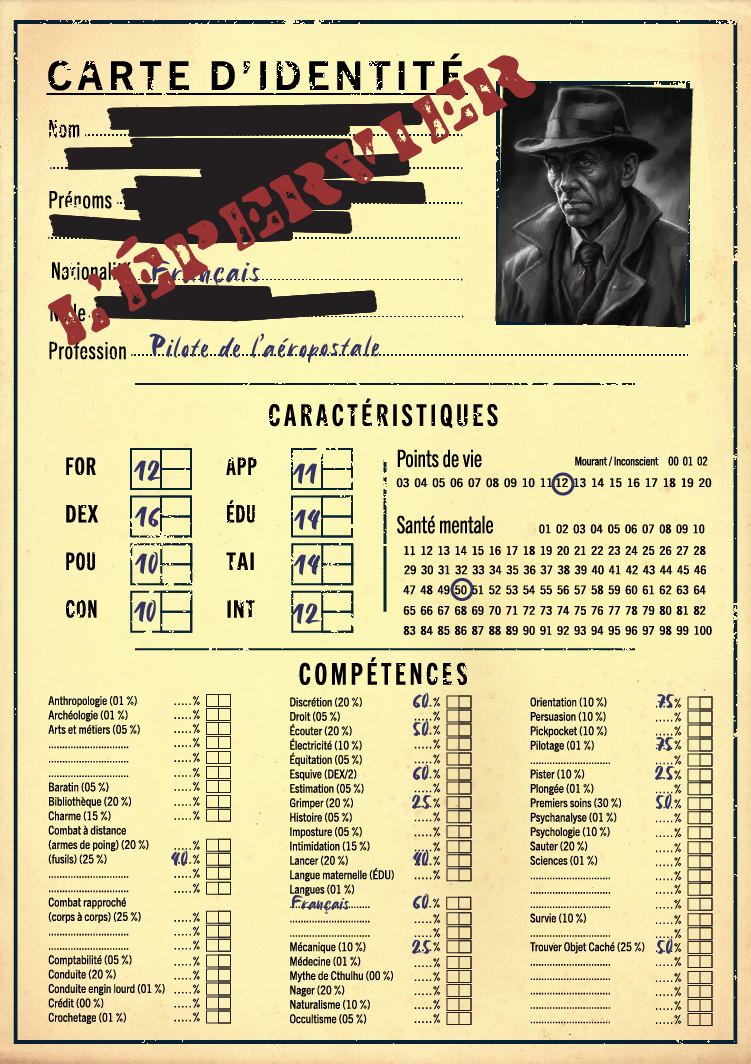 CARTE D'IDENTITÉ
L'ÉPERVIER
Nom
Prénoms
Nationalité Français
Profession Pilote de l'aéropostale
CARACTÉRISTIQUES
FOR 12 APP 11
DEX 16 ÉDU 14
POU 10 TAI 14
CON 10 INT 12
Points de vie Mourant / Inconscient 00 01 02
03 04 05 06 07 08 09 10 11 12 13 14 15 16 17 18 19 20
Santé mentale 01 02 03 04 05 06 07 08 09 10
11 12 13 14 15 16 17 18 19 20 21 22 23 24 25 26 27 28
29 30 31 32 33 34 35 36 37 38 39 40 41 42 43 44 45 46
47 48 49 50 51 52 53 54 55 56 57 58 59 60 61 62 63 64
65 66 67 68 69 70 71 72 73 74 75 76 77 78 79 80 81 82
83 84 85 86 87 88 89 90 91 92 93 94 95 96 97 98 99 100
COMPÉTENCES
Anthropologie (01 %) .....%
Archéologie (01 %) .....%
Arts et métiers (05 %) .....%
.....%
.....%
.....%
Baratin (05 %) .....%
Bibliothèque (20 %) .....%
Charme (15 %) .....%
Combat à distance
(armes de poing) (20 %) .....%
(fusils) (25 %) 40 %
.....%
.....%
Combat rapproché
(corps à corps) (25 %) .....%
.....%
.....%
Comptabilité (05 %) .....%
Conduite (20 %) .....%
Conduite engin lourd (01 %) .....%
Crédit (00 %) .....%
Crochetage (01 %) .....%
Discrétion (20 %) 60 %
Droit (05 %) .....%
Écouter (20 %) 50 %
Électricité (10 %) .....%
Équitation (05 %) .....%
Esquive (DEX/2) 60 %
Estimation (05 %) .....%
Grimper (20 %) 25 %
Histoire (05 %) .....%
Imposture (05 %) .....%
Intimidation (15 %) .....%
Lancer (20 %) 40 %
Langue maternelle (ÉDU)
Langues (01 %)
Français 60 %
.....%
.....%
Mécanique (10 %) 25 %
Médecine (01 %) .....%
Mythe de Cthulhu (00 %) .....%
Nager (20 %) .....%
Naturalisme (10 %) .....%
Occultisme (05 %) .....%
Orientation (10 %) 75 %
Persuasion (10 %) .....%
Pickpocket (10 %) .....%
Pilotage (01 %) 75 %
.....%
Pister (10 %) 25 %
Plongée (01 %) .....%
Premiers soins (30 %) 50 %
Psychanalyse (01 %) .....%
Psychologie (10 %) .....%
Sauter (20 %) .....%
Sciences (01 %) .....%
.....%
.....%
.....%
Survie (10 %) .....%
.....%
Trouver Objet Caché (25 %) 50 %
.....%
.....%
.....%
.....%
.....%